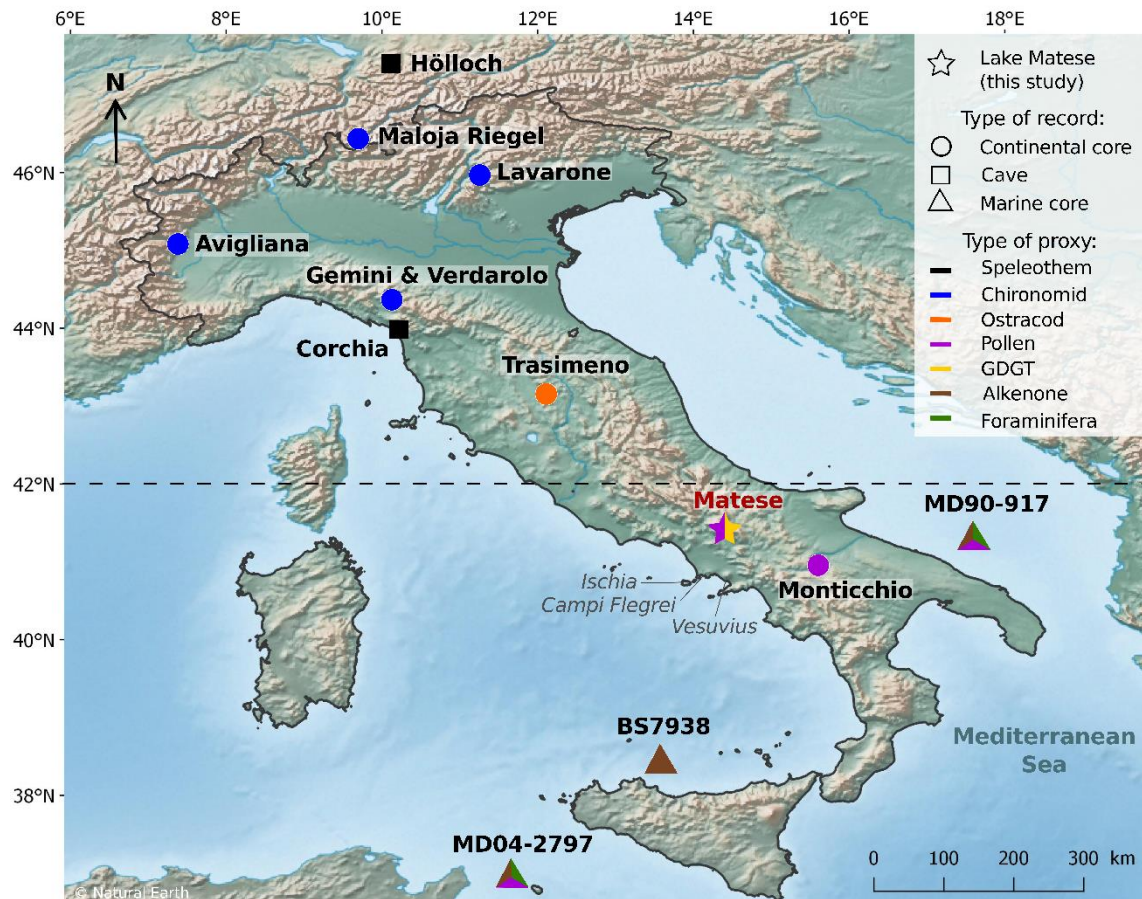 6°E 8°E 10°E 12°E 14°E 16°E 18°E
N
Hölloch
Maloja Riegel
Lavarone
Avigliana
Gemini & Verdarolo
Corchia
Trasimeno
Matese
MD90-917
Monticchio
Ischia
Campi Flegrei
Vesuvius
BS7938
Mediterranean
Sea
MD04-2797
46°N
44°N
42°N
40°N
38°N
Lake Matese
(this study)
Type of record:
Continental core
Cave
Marine core
Type of proxy:
Speleothem
Chironomid
Ostracod
Pollen
GDGT
Alkenone
Foraminifera
0 100 200 300 km
© Natural Earth